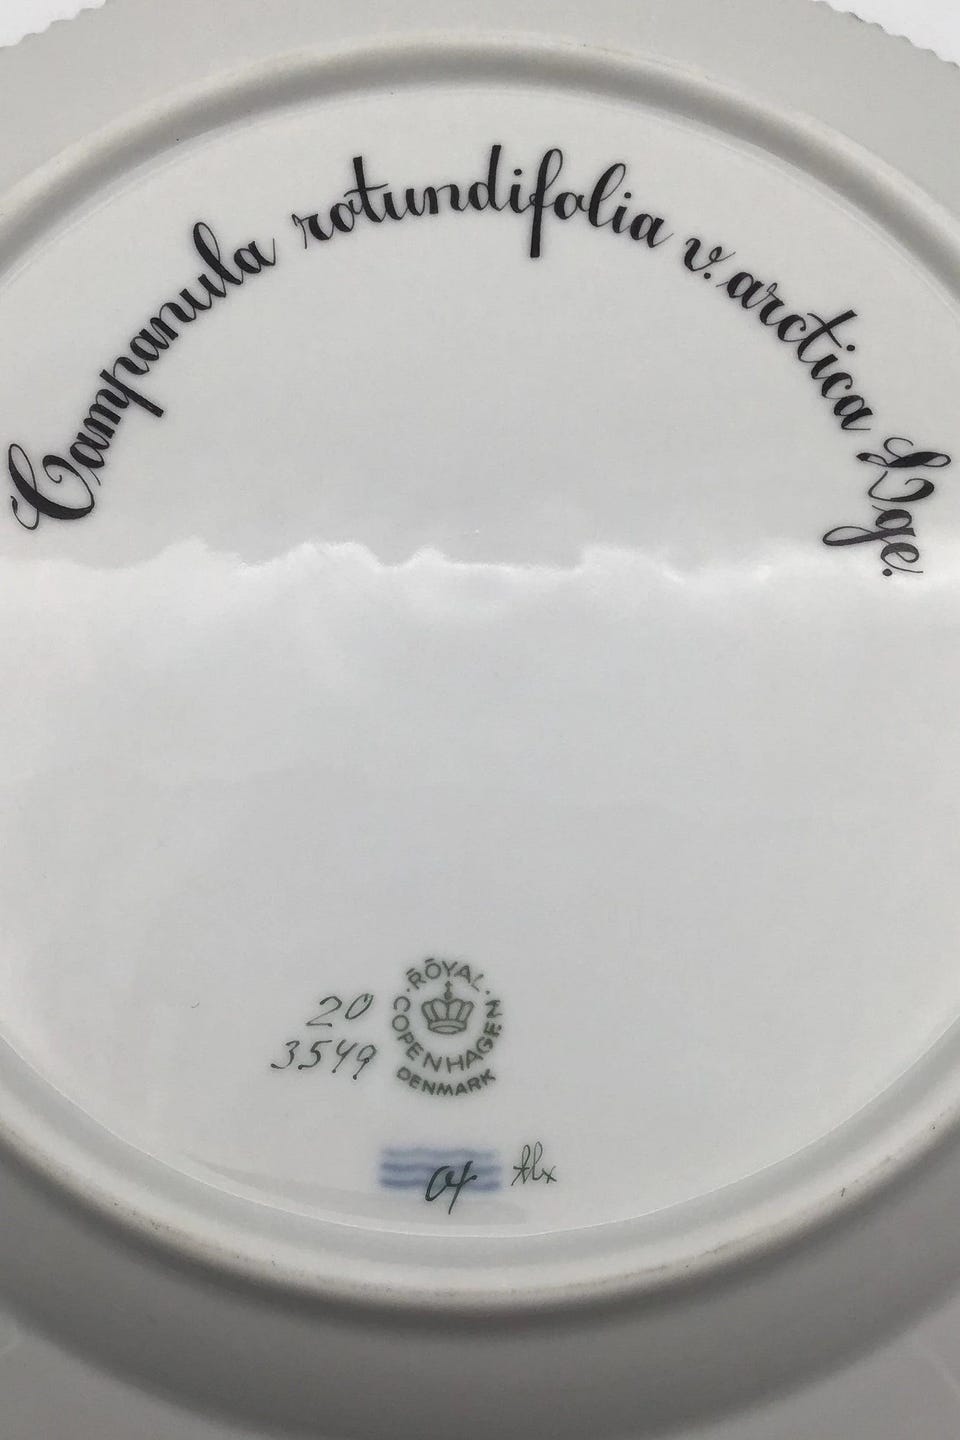 Campanula rotundifolia v. arctica Lge.
20
3549
ROYAL COPENHAGEN
DENMARK